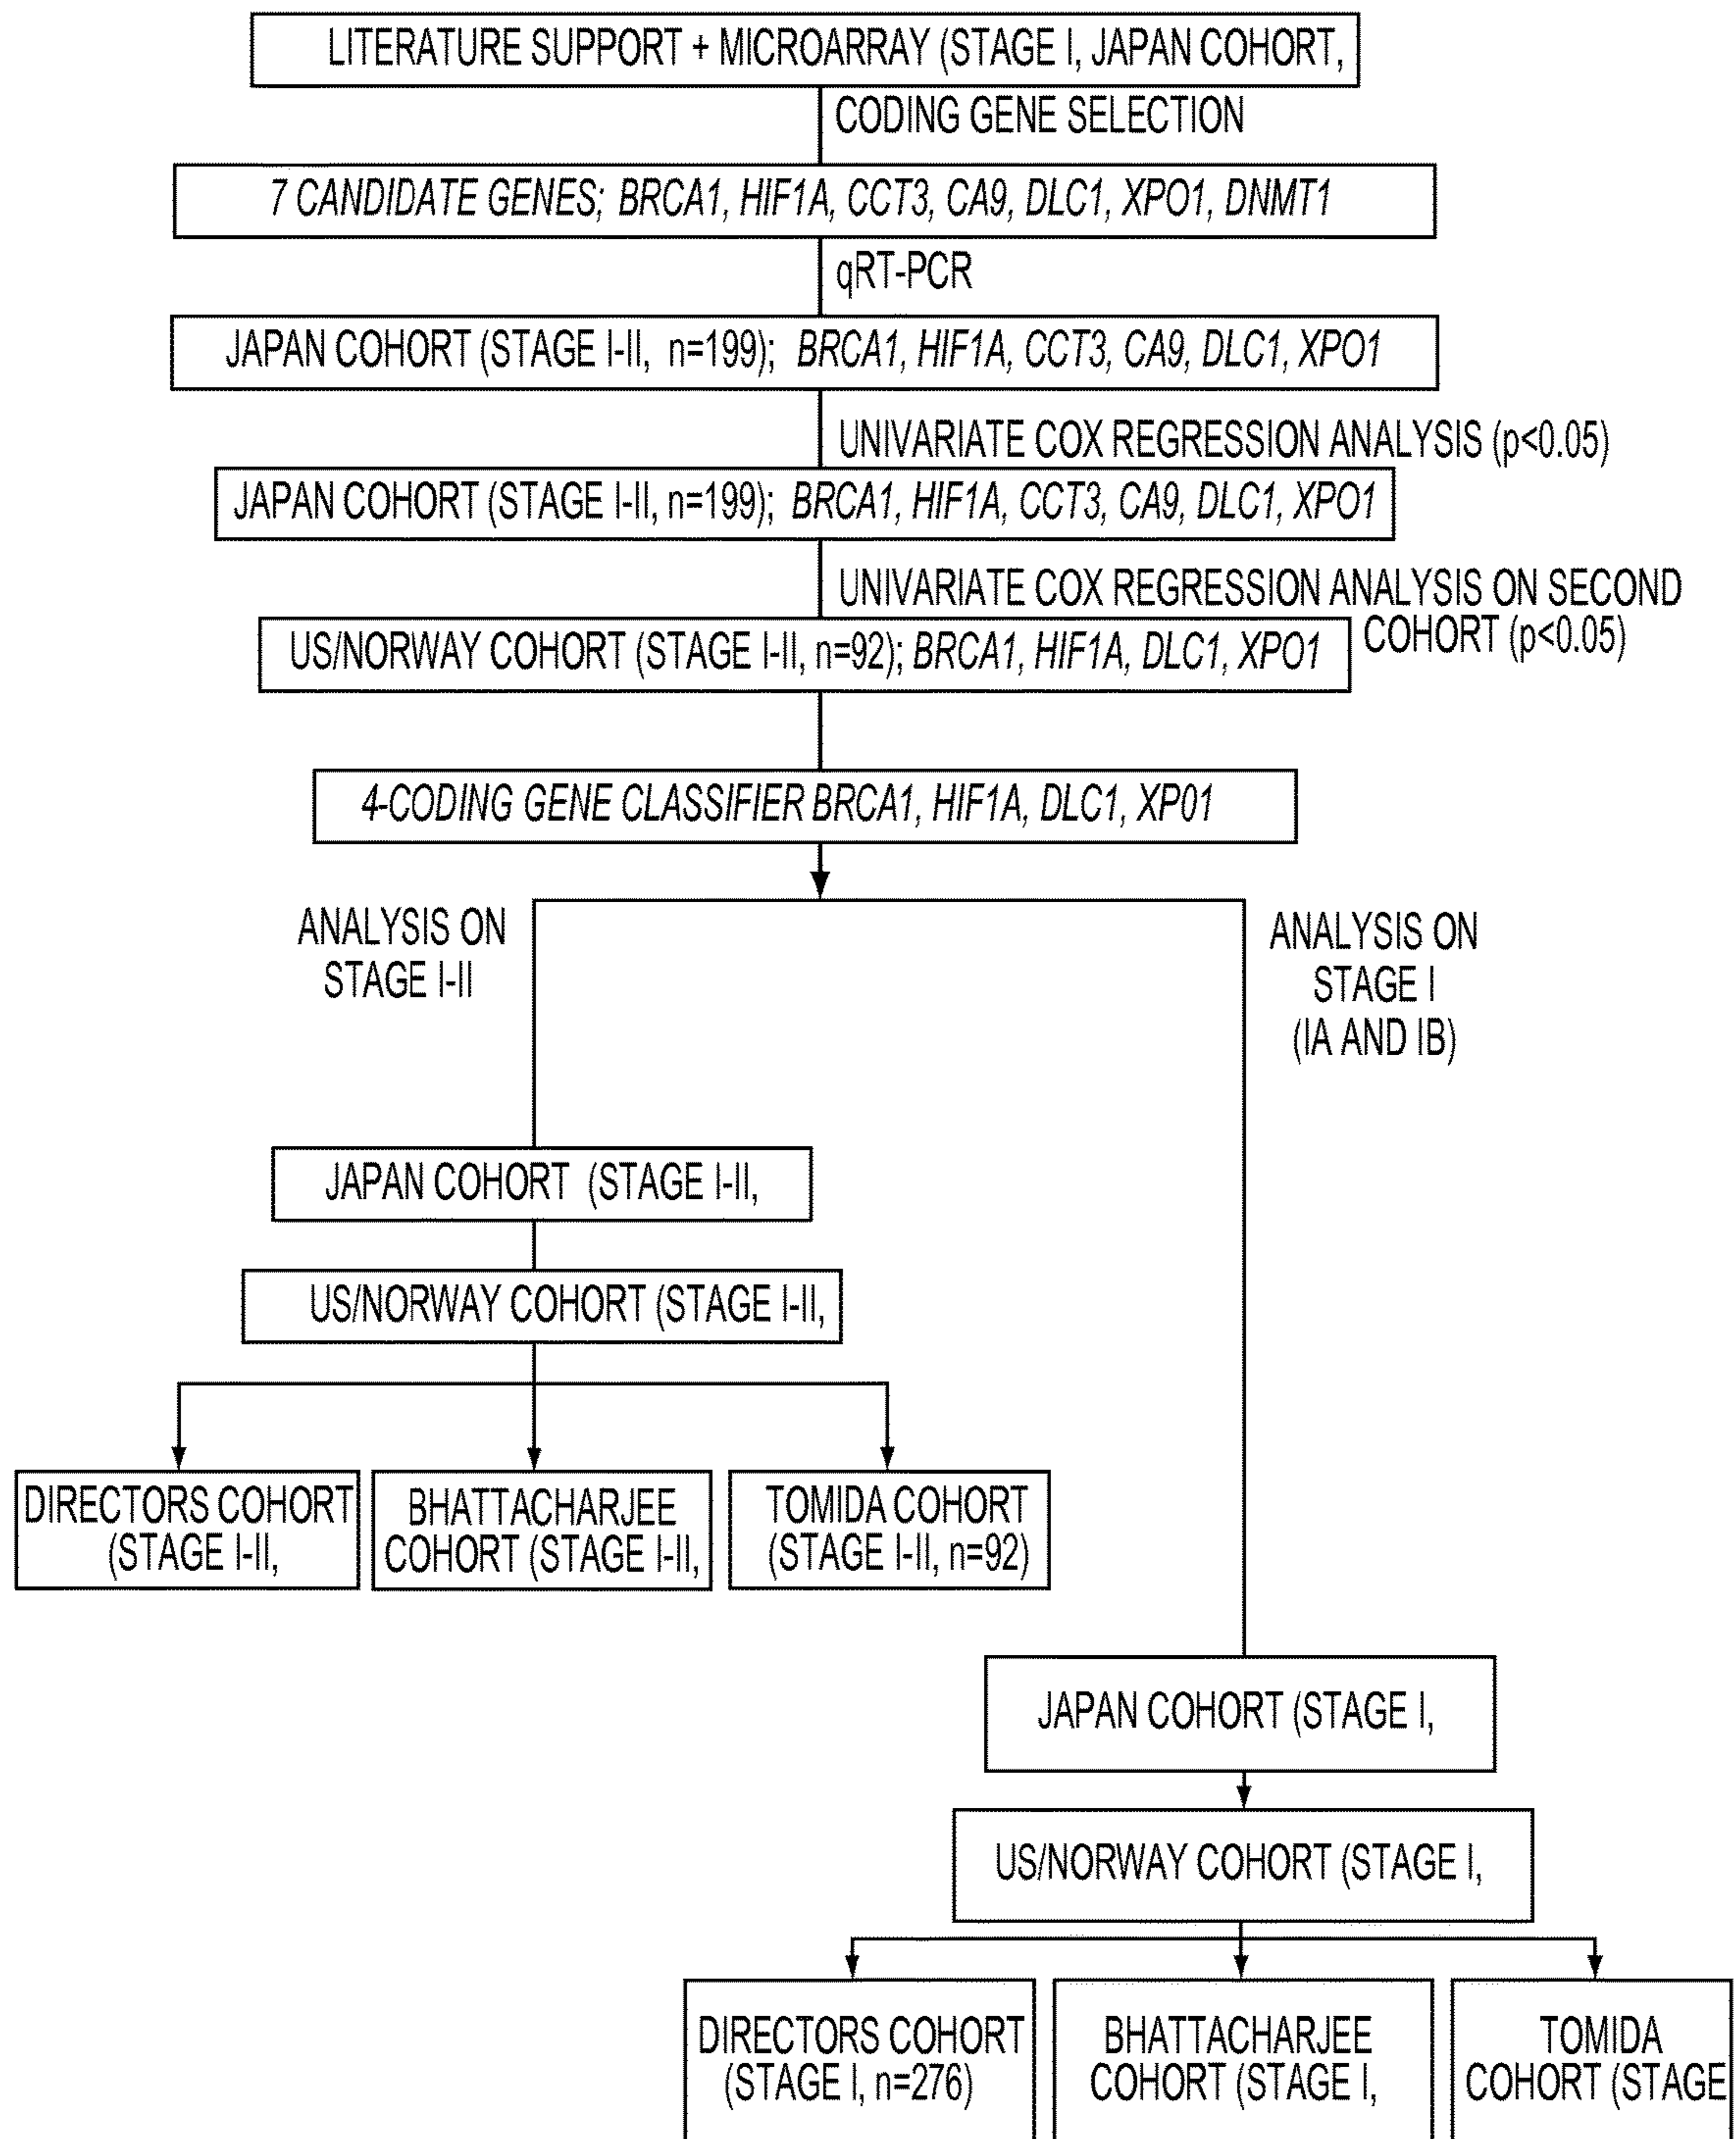 LITERATURE SUPPORT + MICROARRAY (STAGE I, JAPAN COHORT,
CODING GENE SELECTION
7 CANDIDATE GENES; BRCA1, HIF1A, CCT3, CA9, DLC1, XPO1, DNMT1
qRT-PCR
JAPAN COHORT (STAGE I-II, n=199); BRCA1, HIF1A, CCT3, CA9, DLC1, XPO1
UNIVARIATE COX REGRESSION ANALYSIS (p<0.05)
JAPAN COHORT (STAGE I-II, n=199); BRCA1, HIF1A, CCT3, CA9, DLC1, XPO1
UNIVARIATE COX REGRESSION ANALYSIS ON SECOND
COHORT (p<0.05)
US/NORWAY COHORT (STAGE I-II, n=92); BRCA1, HIF1A, DLC1, XPO1
4-CODING GENE CLASSIFIER BRCA1, HIF1A, DLC1, XP01
ANALYSIS ON
STAGE I-II
ANALYSIS ON
STAGE I
(IA AND IB)
JAPAN COHORT (STAGE I-II,
US/NORWAY COHORT (STAGE I-II,
DIRECTORS COHORT
(STAGE I-II,
BHATTACHARJEE
COHORT (STAGE I-II,
TOMIDA COHORT
(STAGE I-II, n=92)
JAPAN COHORT (STAGE I,
US/NORWAY COHORT (STAGE I,
DIRECTORS COHORT
(STAGE I, n=276)
BHATTACHARJEE
COHORT (STAGE I,
TOMIDA
COHORT (STAGE